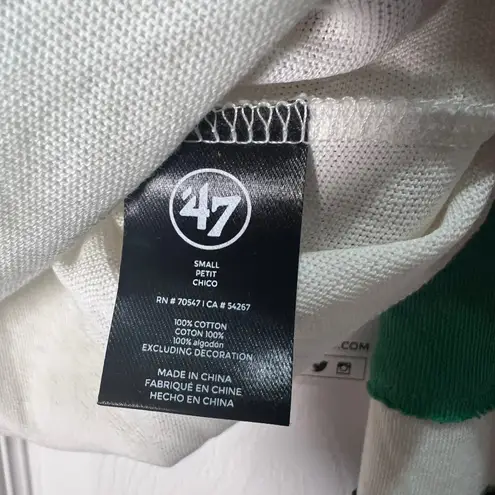 '47
SMALL
PETIT
CHICO
RN # 70547 | CA # 54267
100% COTTON
COTON 100%
100% algodón
EXCLUDING DECORATION
MADE IN CHINA
FABRIQUÉ EN CHINE
HECHO EN CHINA
.COM